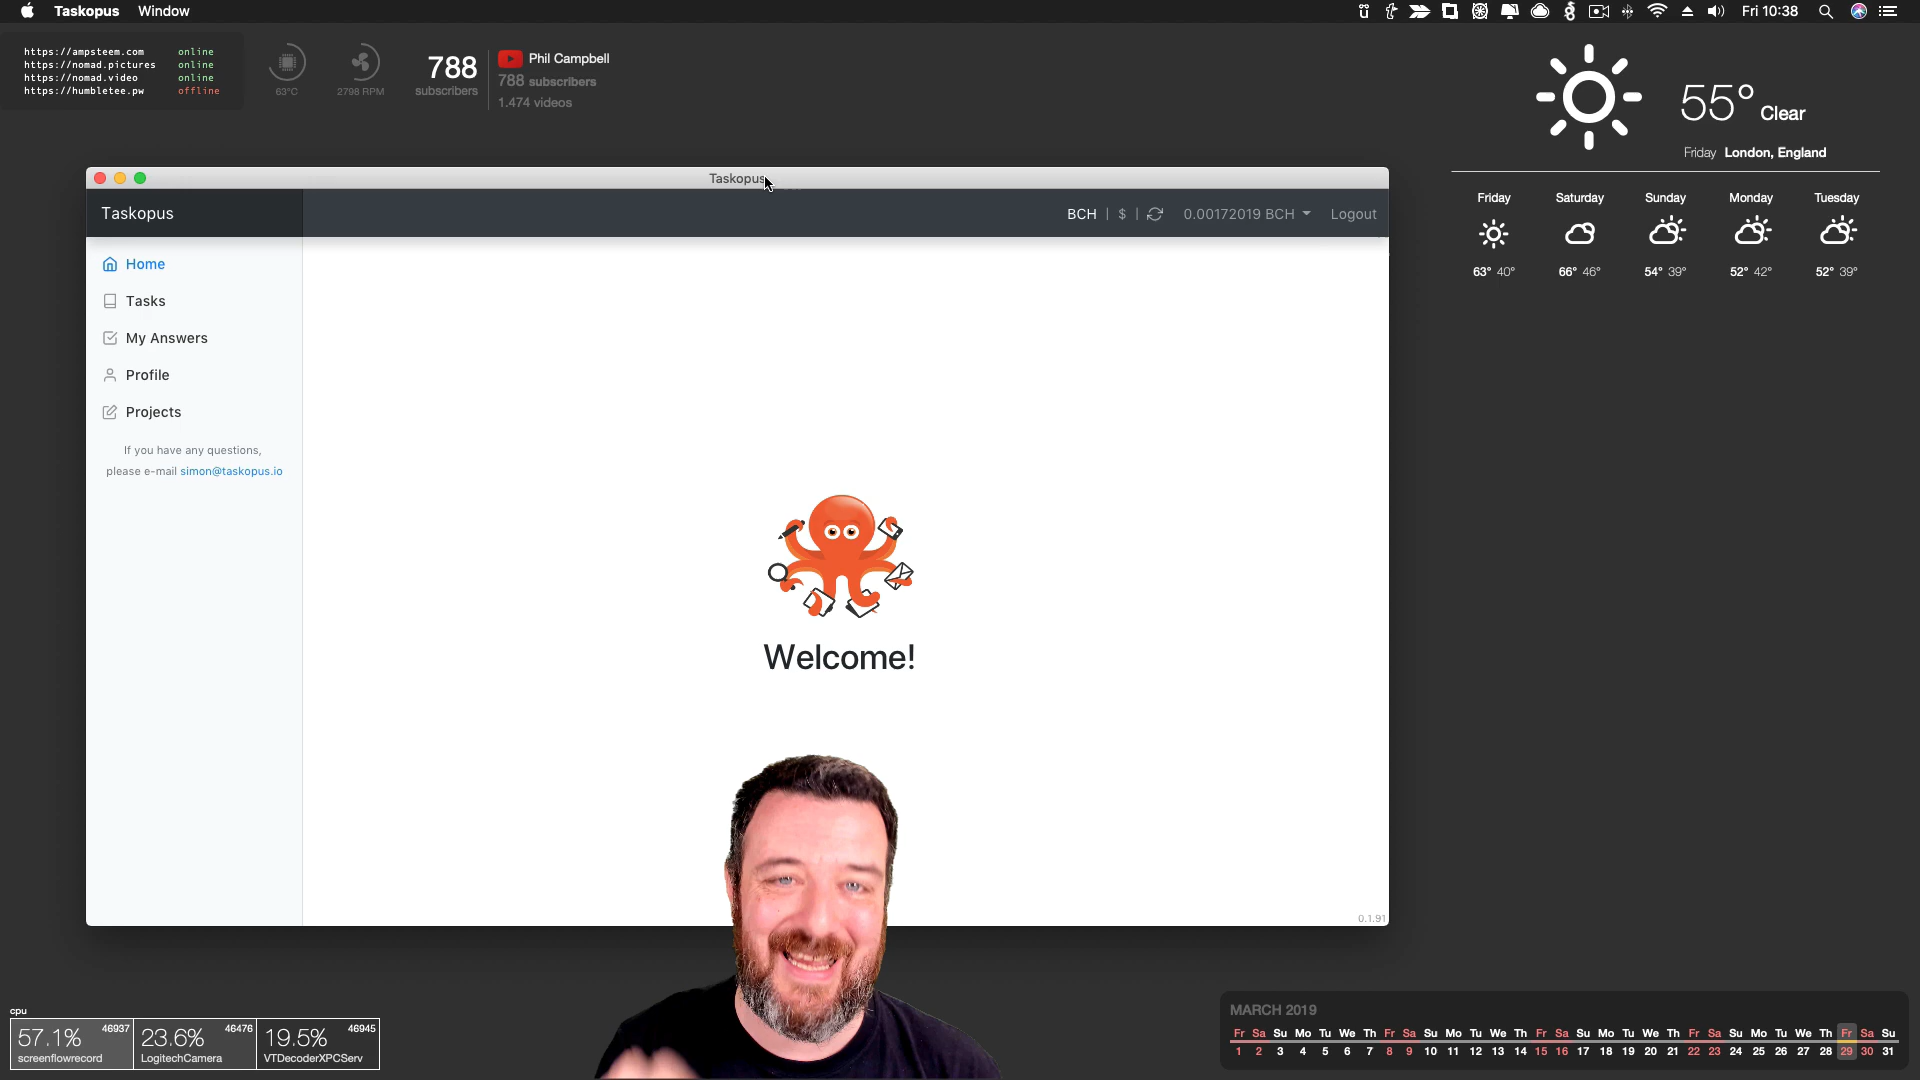 Taskopus Window
Fri 10:38
https://ampsteem.com online
https://nomad.pictures online
https://nomad.video online
https://humbletee.pw offline
63°C
2798 RPM
788
subscribers
Phil Campbell
788 subscribers
1.474 videos
55° Clear
Friday London, England
Friday Saturday Sunday Monday Tuesday
63° 40° 66° 46° 54° 39° 52° 42° 52° 39°
Taskopus
Taskopus
BCH | $ | 0.00172019 BCH Logout
Home
Tasks
My Answers
Profile
Projects
If you have any questions,
please e-mail simon@taskopus.io
Welcome!
0.1.91
cpu
57.1% 46937
screenflowrecord
23.6% 46476
LogitechCamera
19.5% 46945
VTDecoderXPCServ
MARCH 2019
Fr Sa Su Mo Tu We Th Fr Sa Su Mo Tu We Th Fr Sa Su Mo Tu We Th Fr Sa Su Mo Tu We Th Fr Sa Su
1 2 3 4 5 6 7 8 9 10 11 12 13 14 15 16 17 18 19 20 21 22 23 24 25 26 27 28 29 30 31